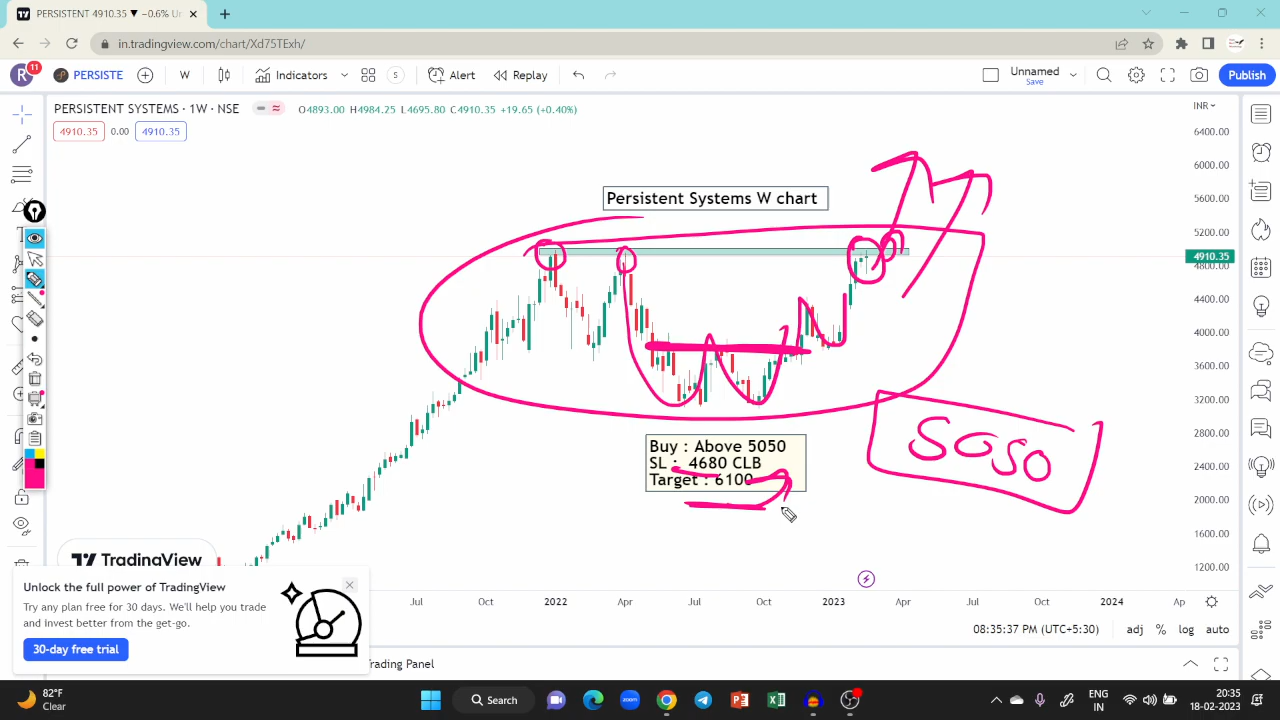 PERSISTENT 4910.35 ▼ −0.6% Un
in.tradingview.com/chart/Xd75TExh/
R 11 PERSISTE W Indicators S Alert Replay Unnamed Save Publish
PERSISTENT SYSTEMS · 1W · NSE O4893.00 H4984.25 L4695.80 C4910.35 +19.65 (+0.40%)
INR
4910.35 0.00 4910.35
6400.00
6000.00
5600.00
5200.00
4910.35
4800.00
4400.00
4000.00
3600.00
3200.00
2800.00
2400.00
2000.00
1600.00
1200.00
Persistent Systems W chart
Buy : Above 5050
SL : 4680 CLB
Target : 6100
5050
TradingView
Unlock the full power of TradingView
Try any plan free for 30 days. We'll help you trade
and invest better from the get-go.
30-day free trial
Jul Oct 2022 Apr Jul Oct 2023 Apr Jul Oct 2024 Ap
08:35:37 PM (UTC+5:30) adj % log auto
Trading Panel
82°F
Clear
Search
zoom
ENG
IN
20:35
18-02-2023